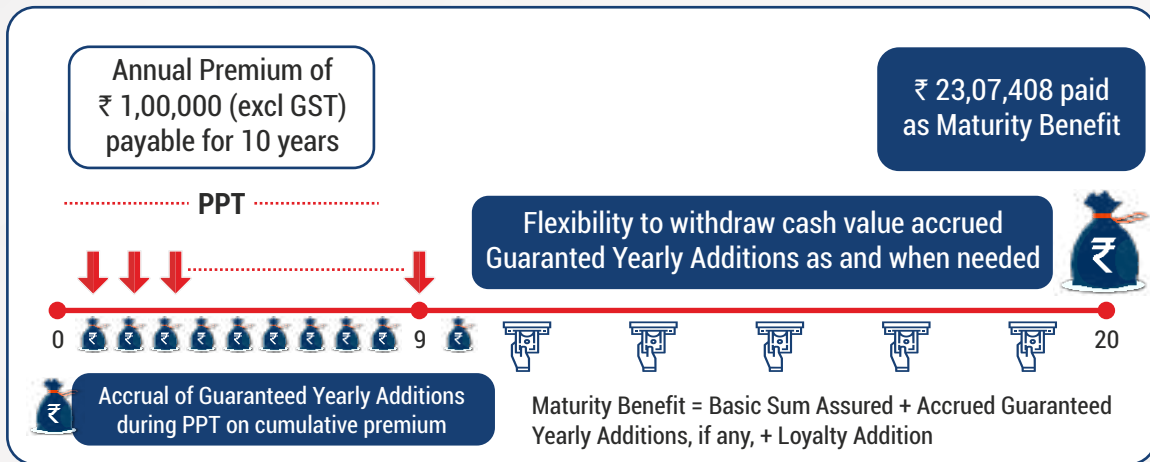 Annual Premium of
₹ 1,00,000 (excl GST)
payable for 10 years
₹ 23,07,408 paid
as Maturity Benefit
PPT
Flexibility to withdraw cash value accrued
Guaranted Yearly Additions as and when needed
₹
0 ₹ ₹ ₹ ₹ ₹ ₹ ₹ ₹ ₹ 9 ₹ 20
₹
Accrual of Guaranteed Yearly Additions
during PPT on cumulative premium
Maturity Benefit = Basic Sum Assured + Accrued Guaranteed
Yearly Additions, if any, + Loyalty Addition